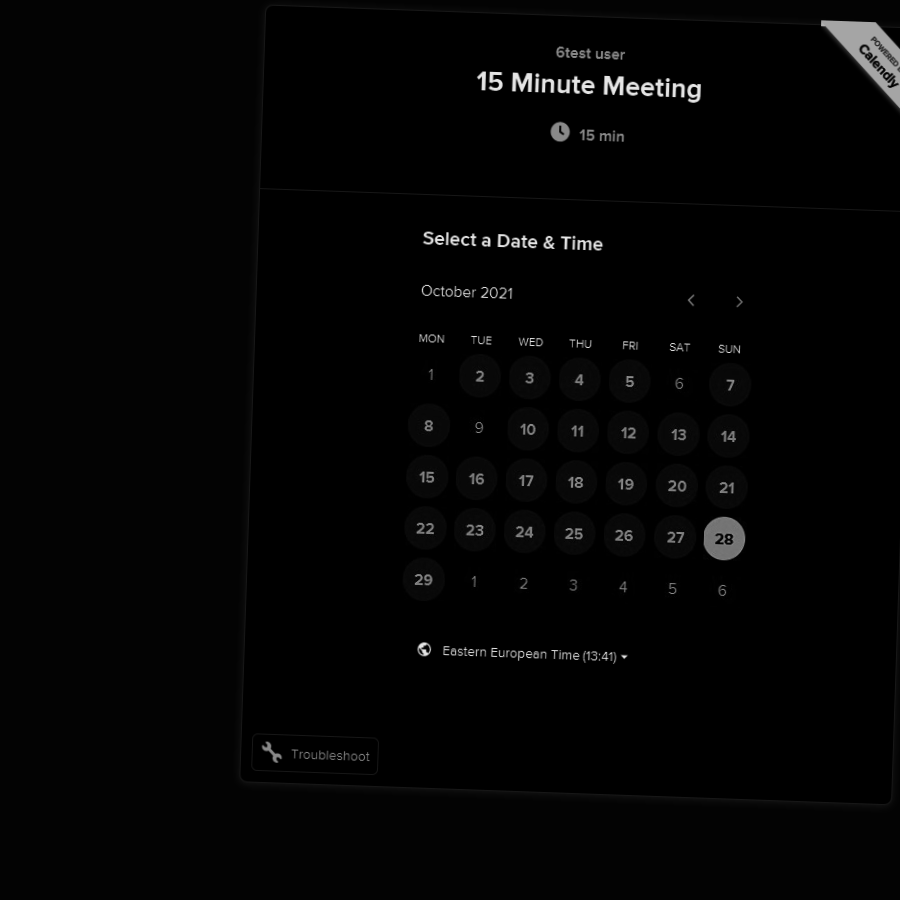 POWERED
Calendly
6test user
15 Minute Meeting
15 min
Select a Date & Time
October 2021
MON TUE WED THU FRI SAT SUN
1 2 3 4 5 6 7
8 9 10 11 12 13 14
15 16 17 18 19 20 21
22 23 24 25 26 27 28
29 1 2 3 4 5 6
Eastern European Time (13:41)
Troubleshoot